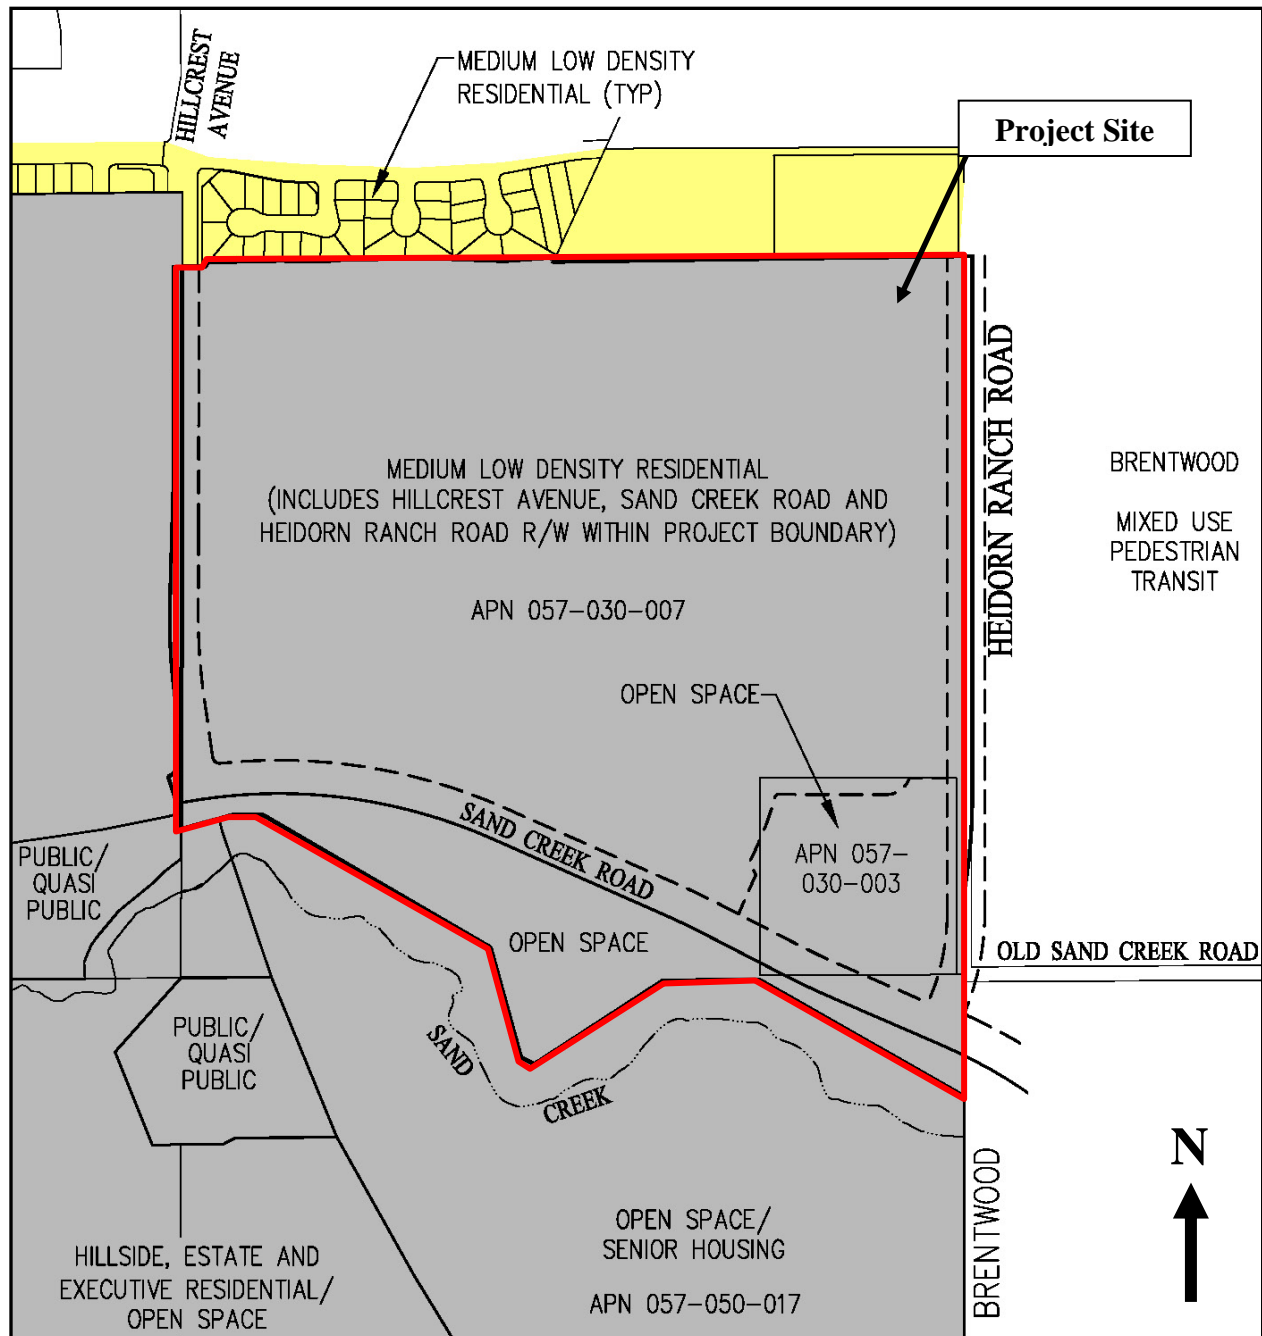 HILLCREST
AVENUE
MEDIUM LOW DENSITY
RESIDENTIAL (TYP)
Project Site
HEIDORN RANCH ROAD
MEDIUM LOW DENSITY RESIDENTIAL
(INCLUDES HILLCREST AVENUE, SAND CREEK ROAD AND
HEIDORN RANCH ROAD R/W WITHIN PROJECT BOUNDARY)
APN 057-030-007
BRENTWOOD
MIXED USE
PEDESTRIAN
TRANSIT
OPEN SPACE
SAND CREEK ROAD
APN 057-
030-003
PUBLIC/
QUASI
PUBLIC
OPEN SPACE
OLD SAND CREEK ROAD
PUBLIC/
QUASI
PUBLIC
SAND
CREEK
N
BRENTWOOD
OPEN SPACE/
SENIOR HOUSING
APN 057-050-017
HILLSIDE, ESTATE AND
EXECUTIVE RESIDENTIAL/
OPEN SPACE